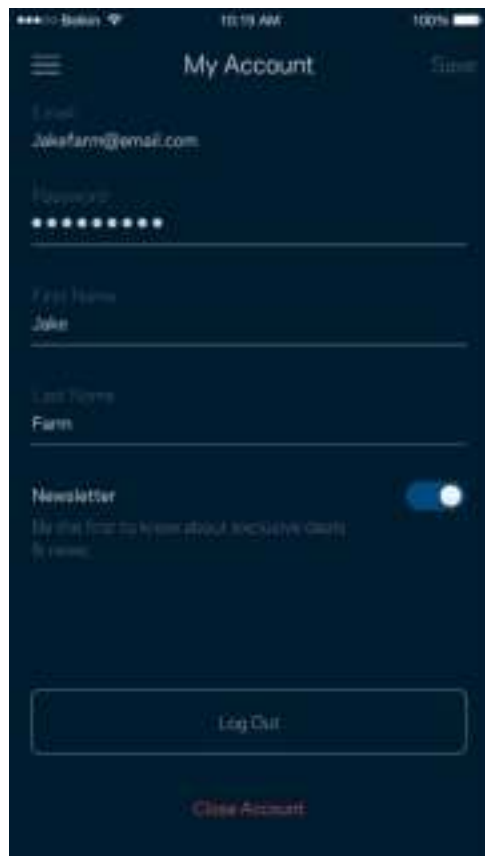 10:19 AM
100%
My Account
Save
Email
Jakefarm@email.com
Password
First Name
Jake
Last Name
Farm
Newsletter
Be the first to know about exclusive deals
& news
Log Out
Close Account